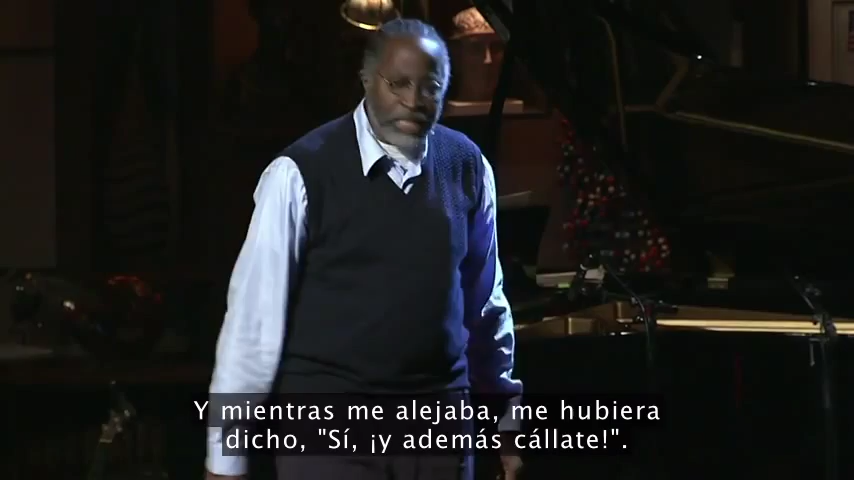 Y mientras me alejaba, me hubiera
dicho, "Sí, ¡y además cállate!".